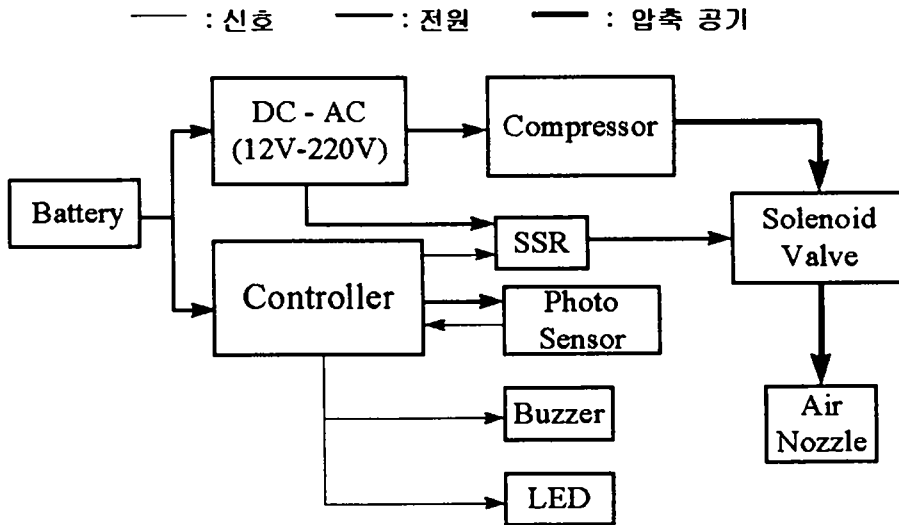 : 신호 : 전원 : 압축 공기
DC - AC
(12V-220V)
Compressor
Battery
Solenoid
Valve
SSR
Controller
Photo
Sensor
Buzzer
Air
Nozzle
LED